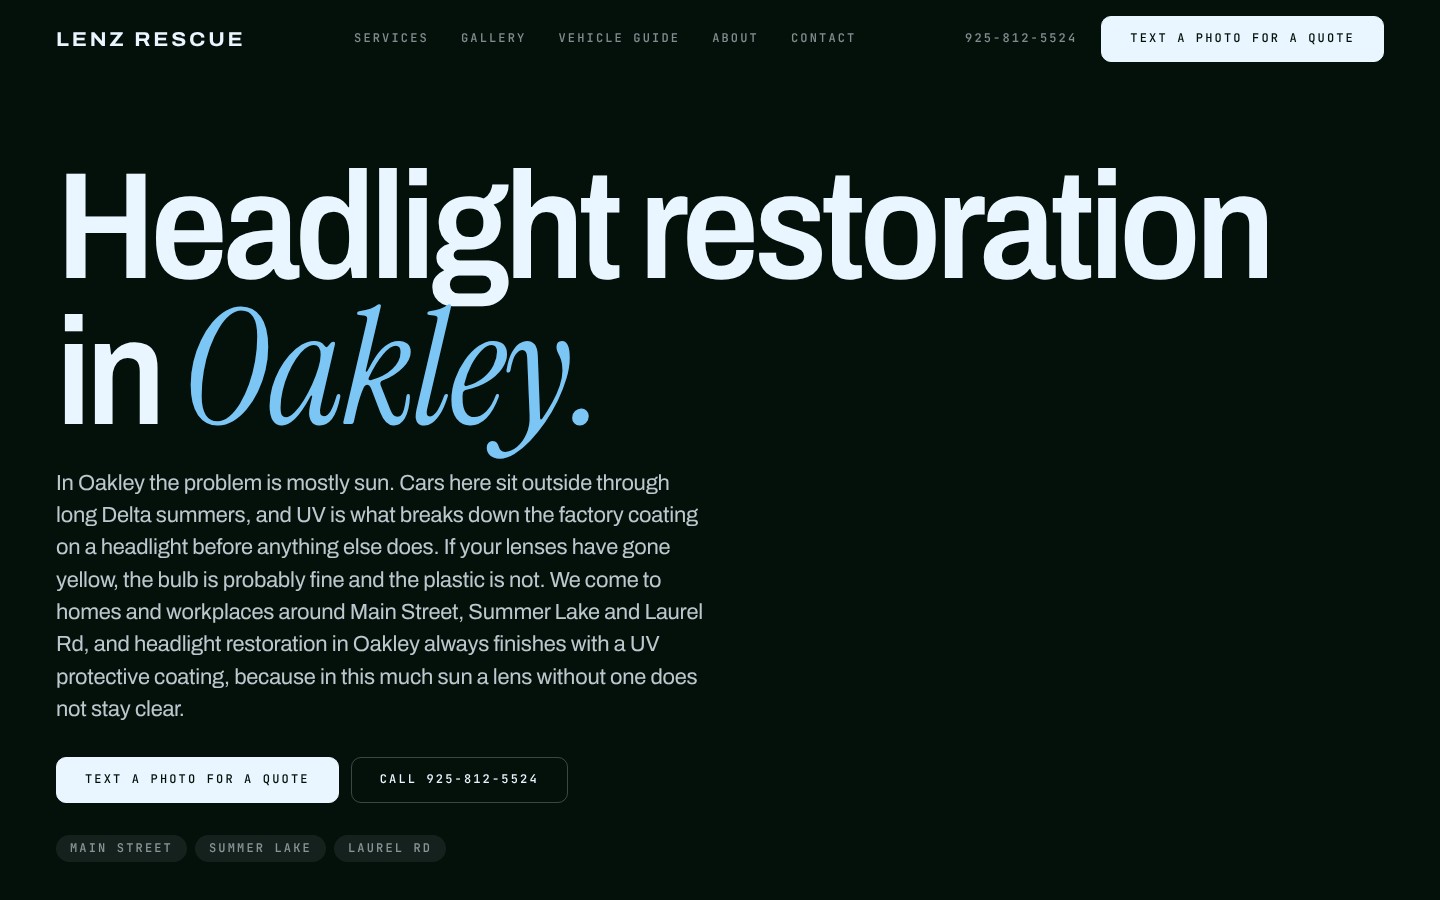 LENZ RESCUE
SERVICES
GALLERY
VEHICLE GUIDE
ABOUT
CONTACT
925-812-5524
TEXT A PHOTO FOR A QUOTE
Headlight restoration
in Oakley.
In Oakley the problem is mostly sun. Cars here sit outside through
long Delta summers, and UV is what breaks down the factory coating
on a headlight before anything else does. If your lenses have gone
yellow, the bulb is probably fine and the plastic is not. We come to
homes and workplaces around Main Street, Summer Lake and Laurel
Rd, and headlight restoration in Oakley always finishes with a UV
protective coating, because in this much sun a lens without one does
not stay clear.
TEXT A PHOTO FOR A QUOTE
CALL 925-812-5524
MAIN STREET
SUMMER LAKE
LAUREL RD